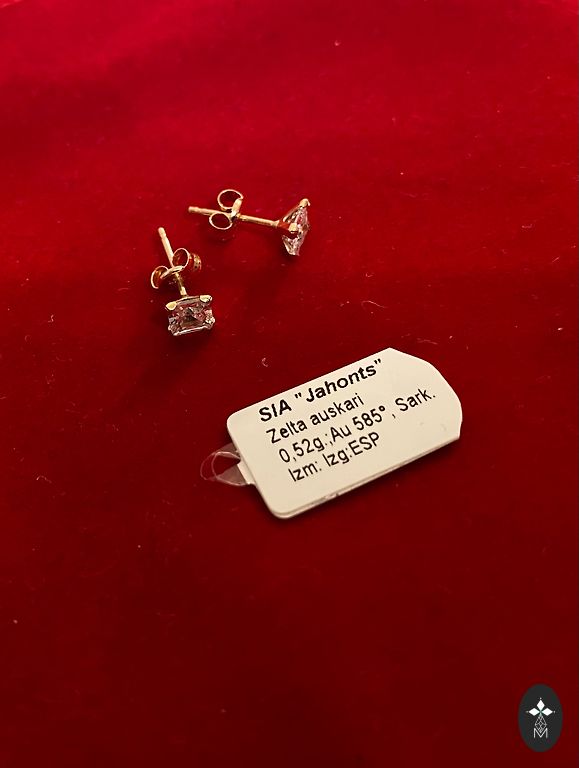 SIA "Jahonts"
Zelta auskari
0,52g.;Au 585°, Sark.
Izm: Izg:ESP
M